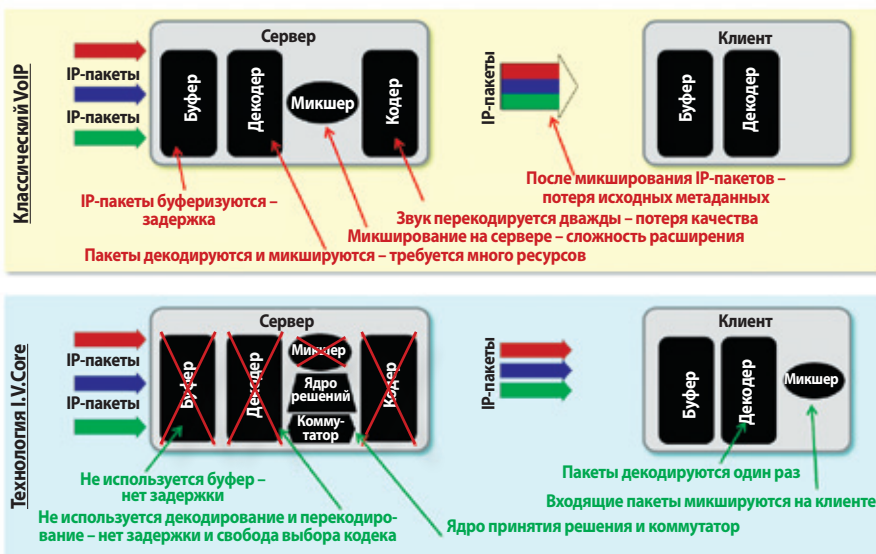 Классический VoIP
Сервер
IP-пакеты
IP-пакеты
Буфер
Декодер
Микшер
Кодер
IP-пакеты
Клиент
Буфер
Декодер
IP-пакеты буферизуются –
задержка
После микширования IP-пакетов –
потеря исходных метаданных
Звук перекодируется дважды – потеря качества
Микширование на сервере – сложность расширения
Пакеты декодируются и микшируются – требуется много ресурсов
Технология I.V.Core
Сервер
IP-пакеты
IP-пакеты
Буфер
Декодер
Микшер
Ядро
решений
Комму-
татор
Кодер
IP-пакеты
Клиент
Буфер
Декодер
Микшер
Не используется буфер –
нет задержки
Не используется декодирование и перекодиро-
вание – нет задержки и свобода выбора кодека
Пакеты декодируются один раз
Входящие пакеты микшируются на клиенте
Ядро принятия решения и коммутатор